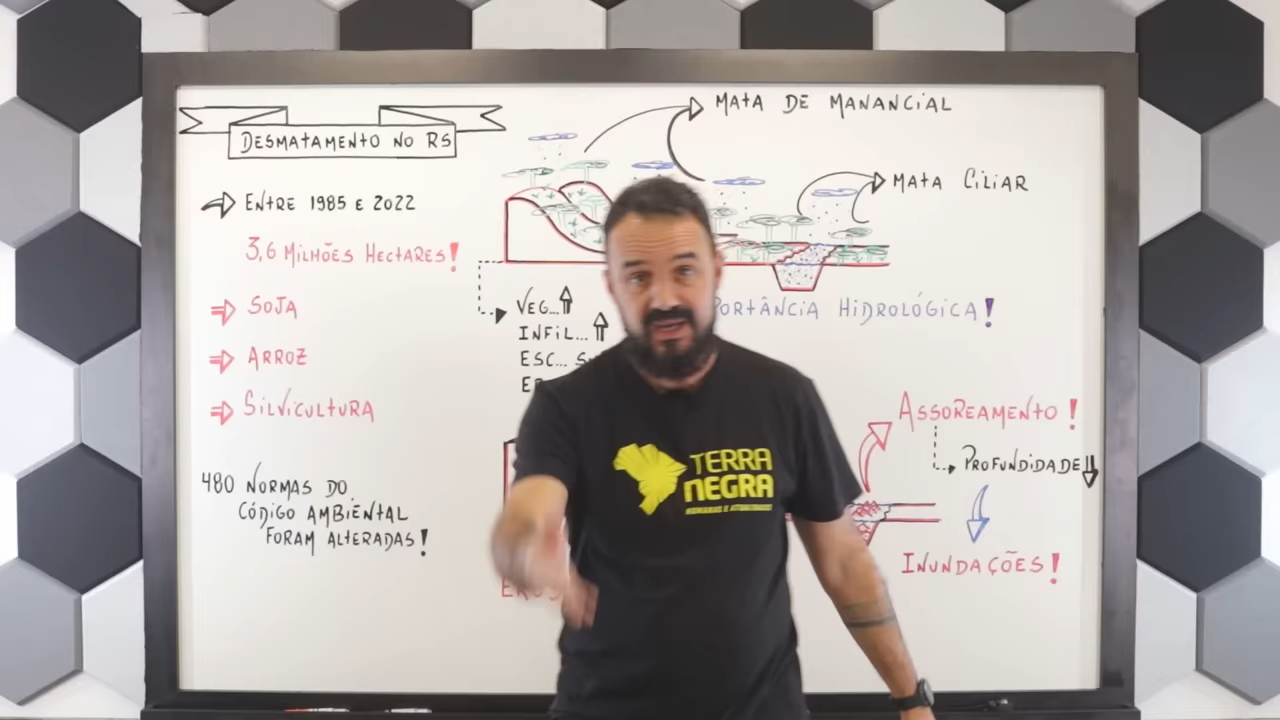 DESMATAMENTO NO RS
ENTRE 1985 E 2022
3,6 MILHÕES HECTARES!
SOJA
ARROZ
SILVICULTURA
480 NORMAS DO
CÓDIGO AMBIENTAL
FORAM ALTERADAS!
MATA DE MANANCIAL
MATA CILIAR
VEG...
INFIL...
ESC...
PORTÂNCIA HIDROLÓGICA!
ASSOREAMENTO!
PROFUNDIDADE
INUNDAÇÕES!
TERRA
NEGRA